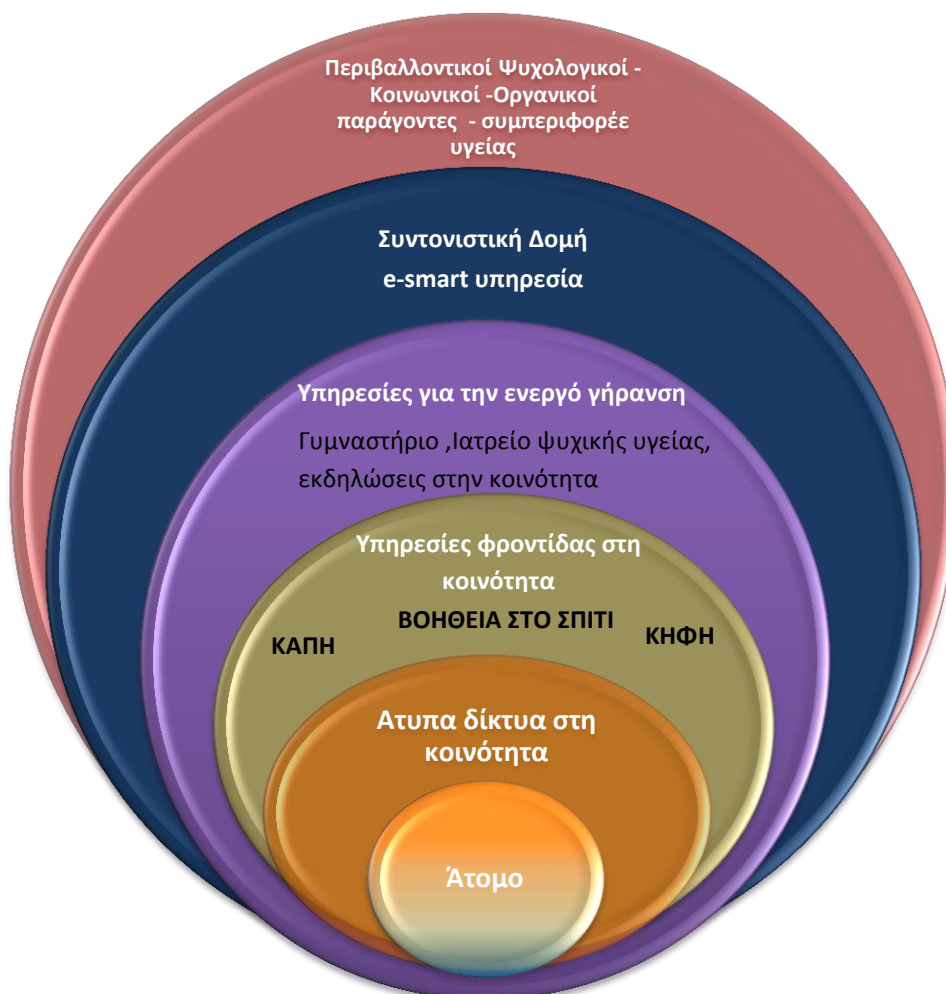 Περιβαλλοντικοί Ψυχολογικοί -
Κοινωνικοί -Οργανικοί
παράγοντες - συμπεριφορέε
υγείας
Συντονιστική Δομή
e-smart υπηρεσία
Υπηρεσίες για την ενεργό γήρανση
Γυμναστήριο ,Ιατρείο ψυχικής υγείας,
εκδηλώσεις στην κοινότητα
Υπηρεσίες φροντίδας στη
κοινότητα
ΒΟΗΘΕΙΑ ΣΤΟ ΣΠΙΤΙ
ΚΑΠΗ
ΚΗΦΗ
Ατυπα δίκτυα στη
κοινότητα
Άτομο